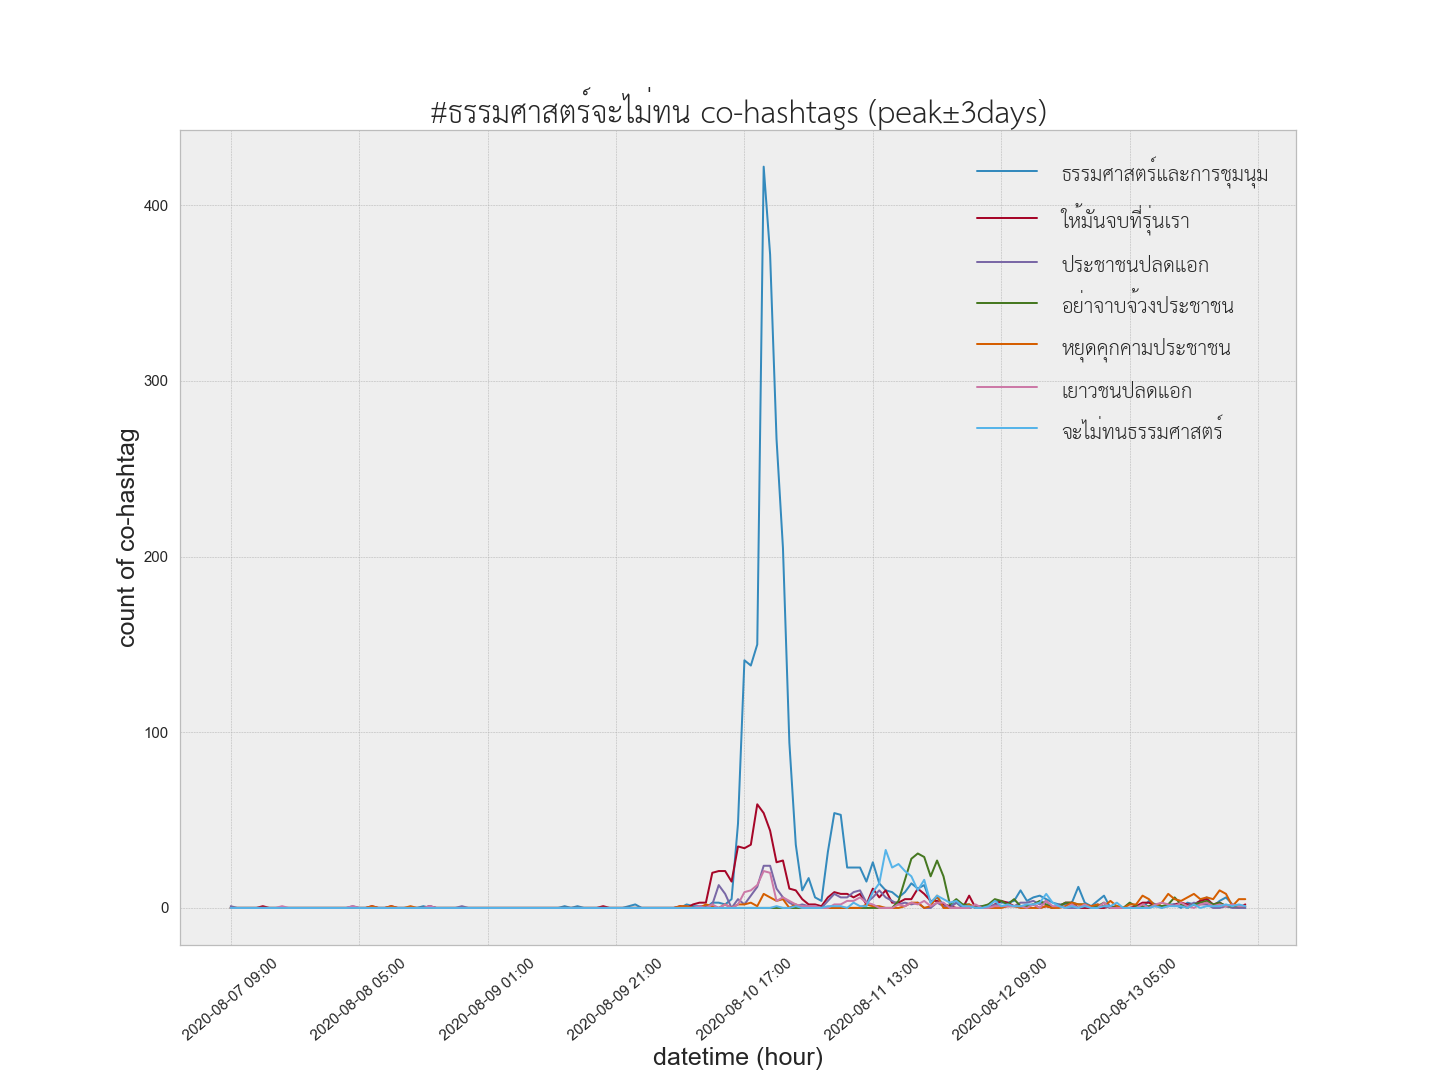 #ธรรมศาสตร์จะไม่ทน co-hashtags (peak±3days)
ธรรมศาสตร์และการชุมนุม
ให้มันจบที่รุ่นเรา
ประชาชนปลดแอก
อย่าจาบจ้วงประชาชน
หยุดคุกคามประชาชน
เยาวชนปลดแอก
จะไม่ทนธรรมศาสตร์
count of co-hashtag
400
300
200
100
0
2020-08-07 09:00
2020-08-08 05:00
2020-08-09 01:00
2020-08-09 21:00
2020-08-10 17:00
2020-08-11 13:00
2020-08-12 09:00
2020-08-13 05:00
datetime (hour)